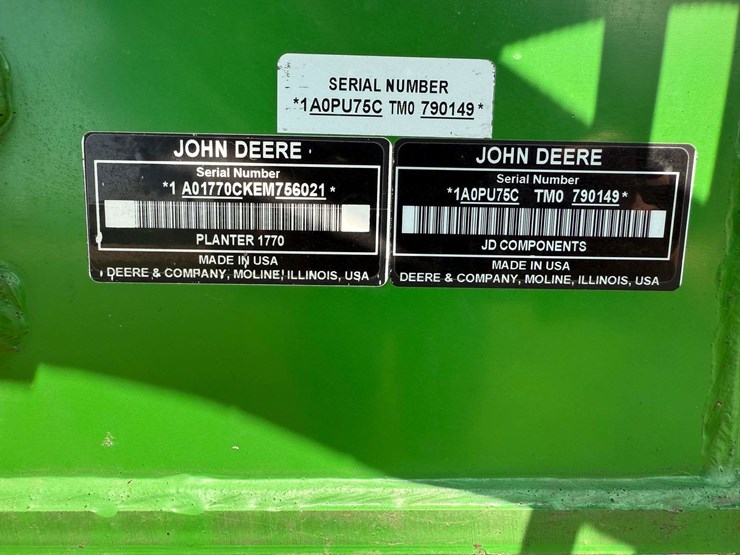 SERIAL NUMBER
*1A0PU75C TM0 790149*
JOHN DEERE
Serial Number
*1 A01770CKEM756021*
PLANTER 1770
MADE IN USA
DEERE & COMPANY, MOLINE, ILLINOIS, USA
JOHN DEERE
Serial Number
*1A0PU75C TM0 790149*
JD COMPONENTS
MADE IN USA
DEERE & COMPANY, MOLINE, ILLINOIS, USA